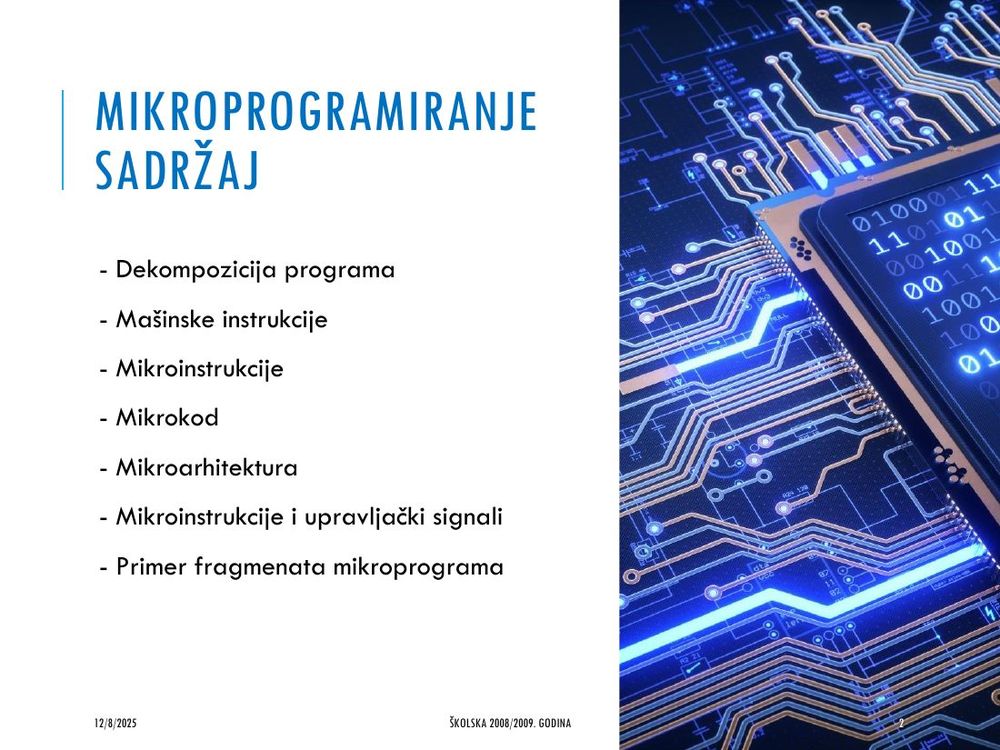 MIKROPROGRAMIRANJE
SADRŽAJ
- Dekompozicija programa
- Mašinske instrukcije
- Mikroinstrukcije
- Mikrokod
- Mikroarhitektura
- Mikroinstrukcije i upravljački signali
- Primer fragmenata mikroprograma
12/8/2025
ŠKOLSKA 2008/2009. GODINA
2